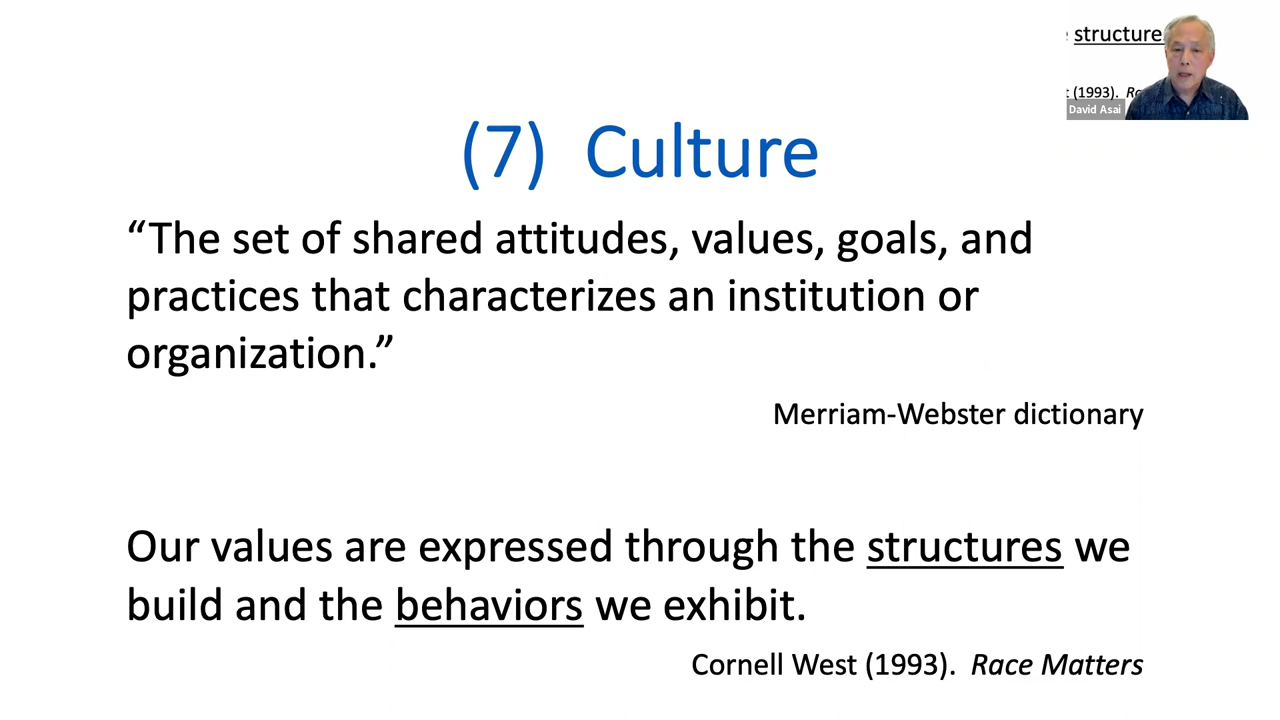 structure
t (1993). R
David Asai
(7) Culture
“The set of shared attitudes, values, goals, and
practices that characterizes an institution or
organization.”
Merriam-Webster dictionary
Our values are expressed through the structures we
build and the behaviors we exhibit.
Cornell West (1993). Race Matters